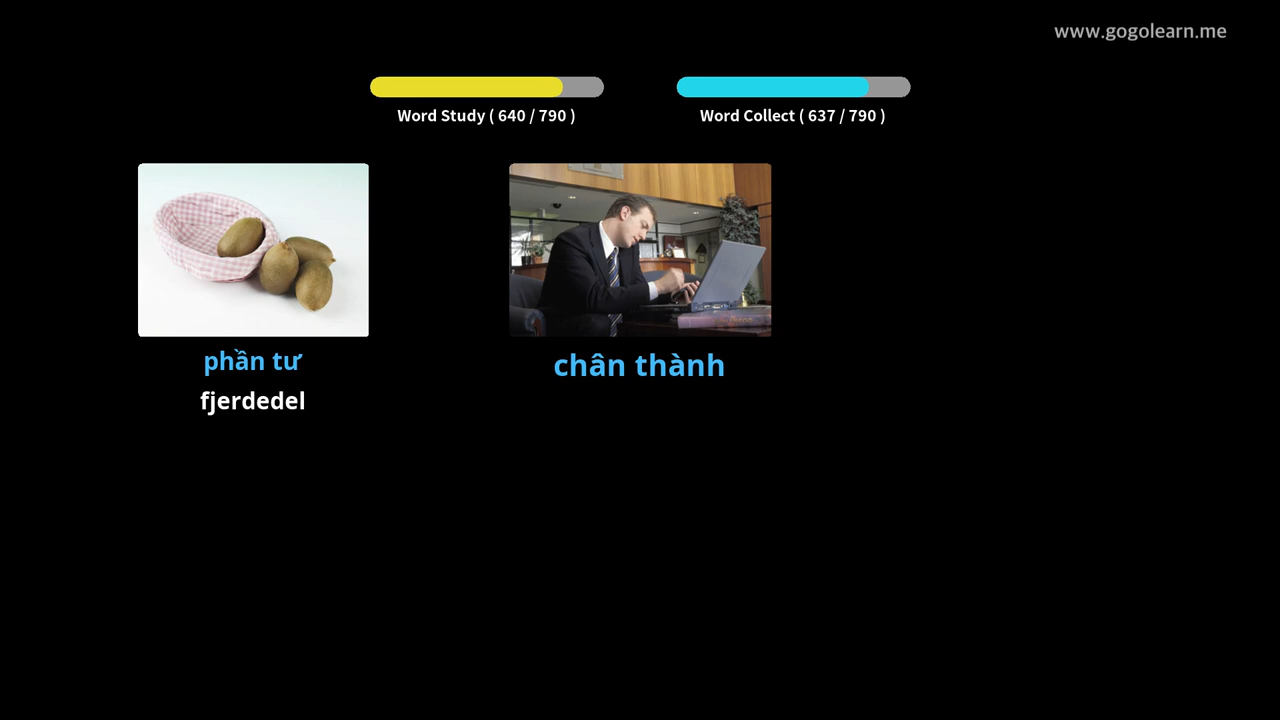 www.gogolearn.me
Word Study ( 640 / 790 )
Word Collect ( 637 / 790 )
phần tư
fjerdedel
chân thành